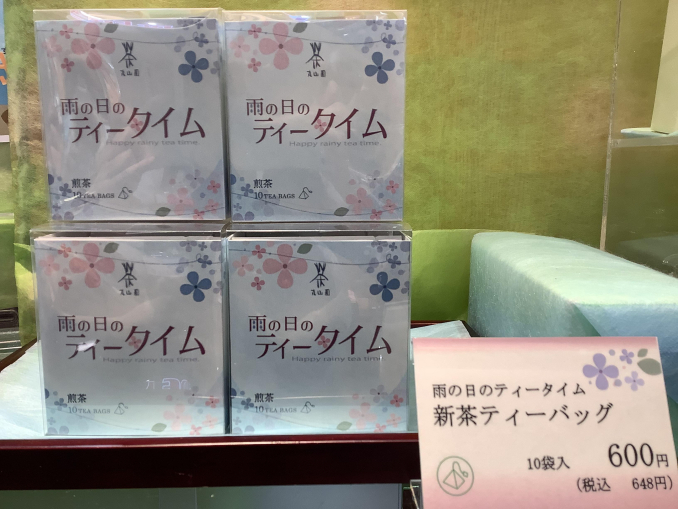 茶
雨の日の
ティータイム
Happy rainy tea time.
煎茶
10 TEA BAGS
茶
雨の日の
ティータイム
Happy rainy tea time.
煎茶
10 TEA BAGS
茶
雨の日の
ティータイム
Happy rainy tea time.
煎茶
10 TEA BAGS
茶
雨の日の
ティータイム
Happy rainy tea time.
煎茶
10 TEA BAGS
雨の日のティータイム
新茶ティーバッグ
10袋入 600円
(税込 648円)